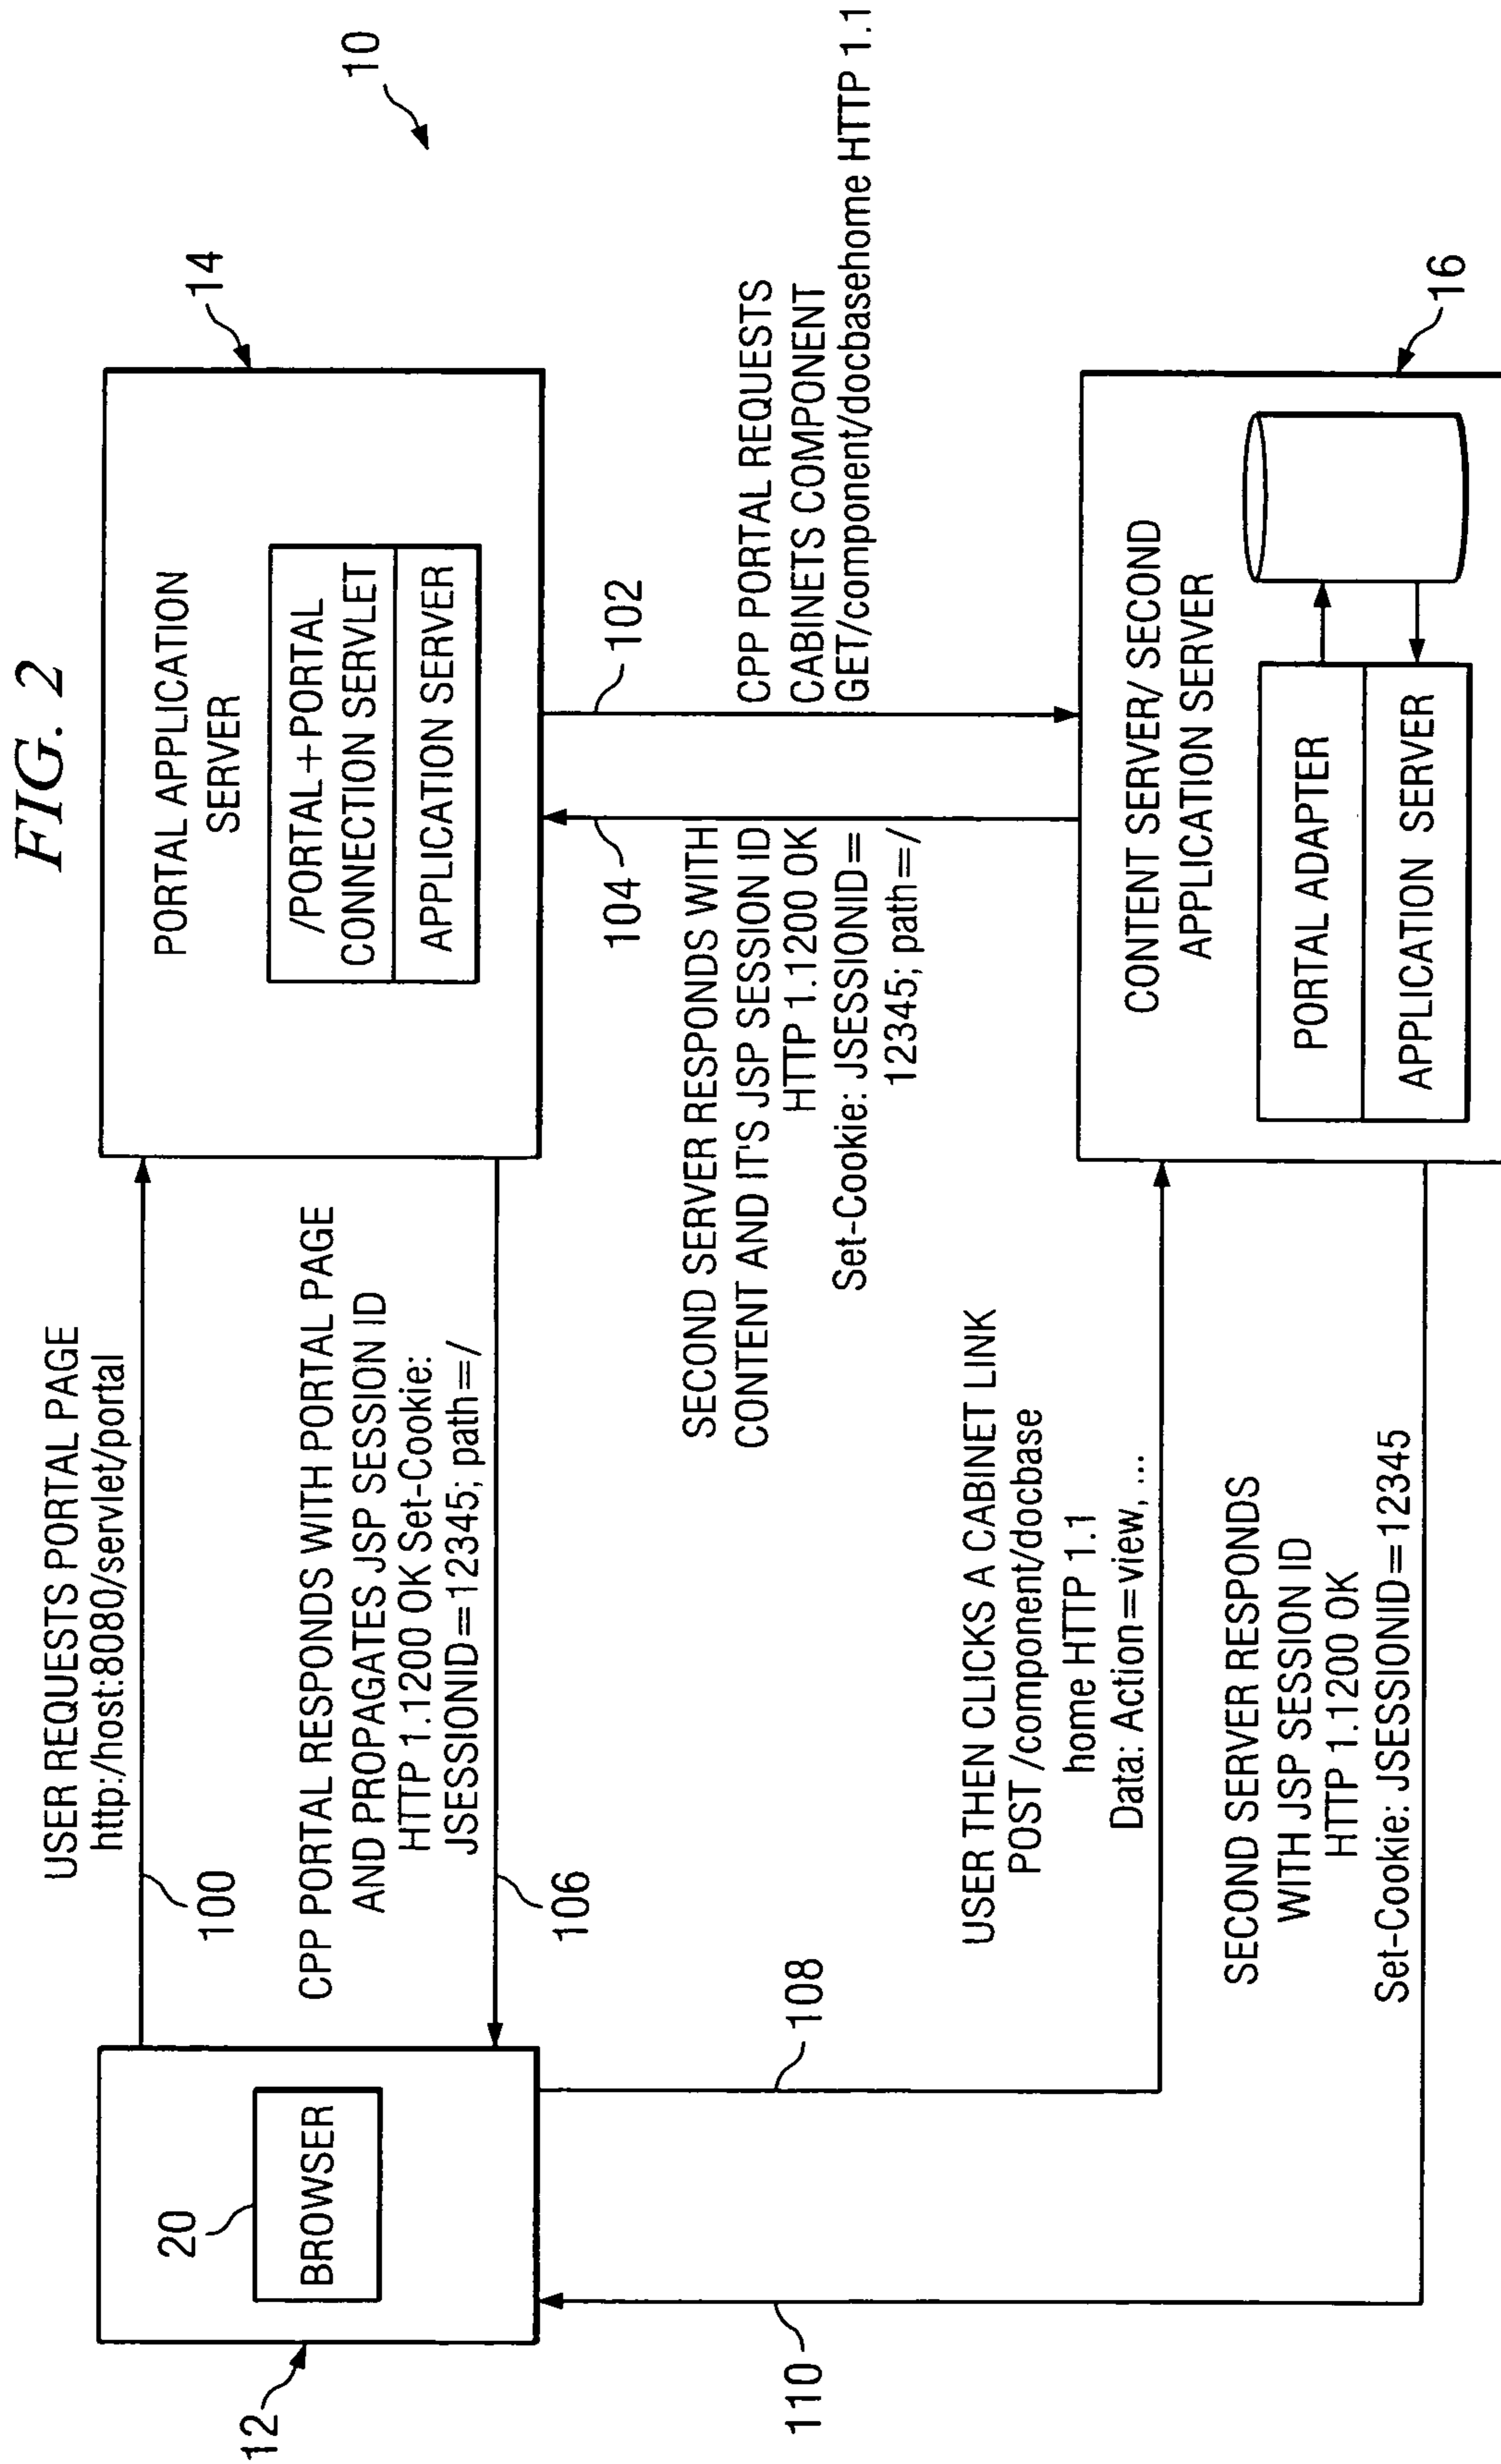 FIG. 2
10
12
20
BROWSER
USER REQUESTS PORTAL PAGE
http:/host:8080/servlet/portal
100
CPP PORTAL RESPONDS WITH PORTAL PAGE
AND PROPAGATES JSP SESSION ID
HTTP 1.1200 OK Set-Cookie:
JSESSIONID=12345; path=/
106
14
PORTAL APPLICATION
SERVER
/PORTAL+PORTAL
CONNECTION SERVLET
APPLICATION SERVER
102
CPP PORTAL REQUESTS
CABINETS COMPONENT
GET/component/docbasehome HTTP 1.1
104
SECOND SERVER RESPONDS WITH
CONTENT AND IT'S JSP SESSION ID
HTTP 1.1200 OK
Set-Cookie: JSESSIONID=
12345; path=/
108
USER THEN CLICKS A CABINET LINK
POST /component/docbase
home HTTP 1.1
Data: Action=view, ...
110
SECOND SERVER RESPONDS
WITH JSP SESSION ID
HTTP 1.1200 OK
Set-Cookie: JSESSIONID=12345
16
CONTENT SERVER/ SECOND
APPLICATION SERVER
PORTAL ADAPTER
APPLICATION SERVER